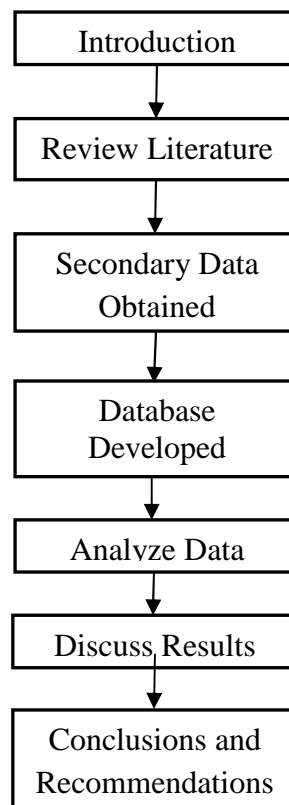 Introduction
Review Literature
Secondary Data
Obtained
Database
Developed
Analyze Data
Discuss Results
Conclusions and
Recommendations